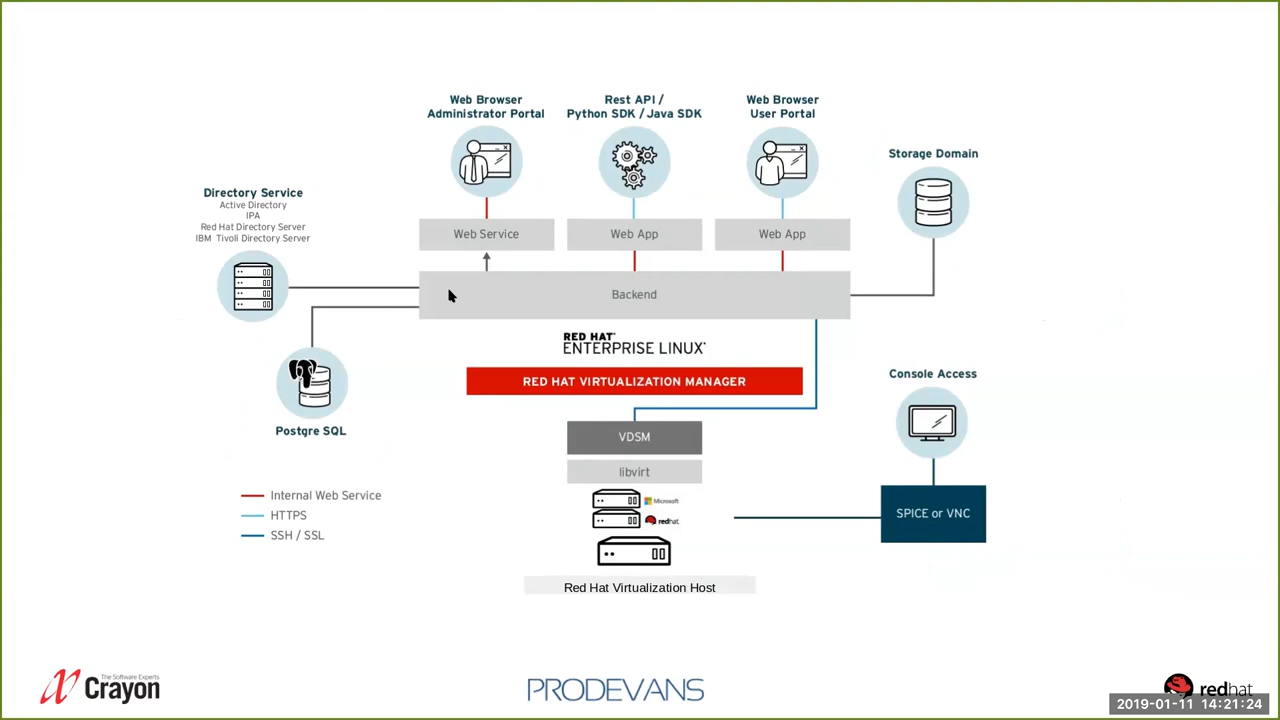 Web Browser
Administrator Portal
Rest API /
Python SDK / Java SDK
Web Browser
User Portal
Storage Domain
Directory Service
Active Directory
IPA
Red Hat Directory Server
IBM Tivoli Directory Server
Web Service
Web App
Web App
Backend
RED HAT
ENTERPRISE LINUX
RED HAT VIRTUALIZATION MANAGER
Console Access
Postgre SQL
VDSM
libvirt
Microsoft
redhat.
Internal Web Service
HTTPS
SSH / SSL
SPICE or VNC
Red Hat Virtualization Host
The Software Experts
Crayon
PRODEVANS
redhat
2019-01-11 14:21:24